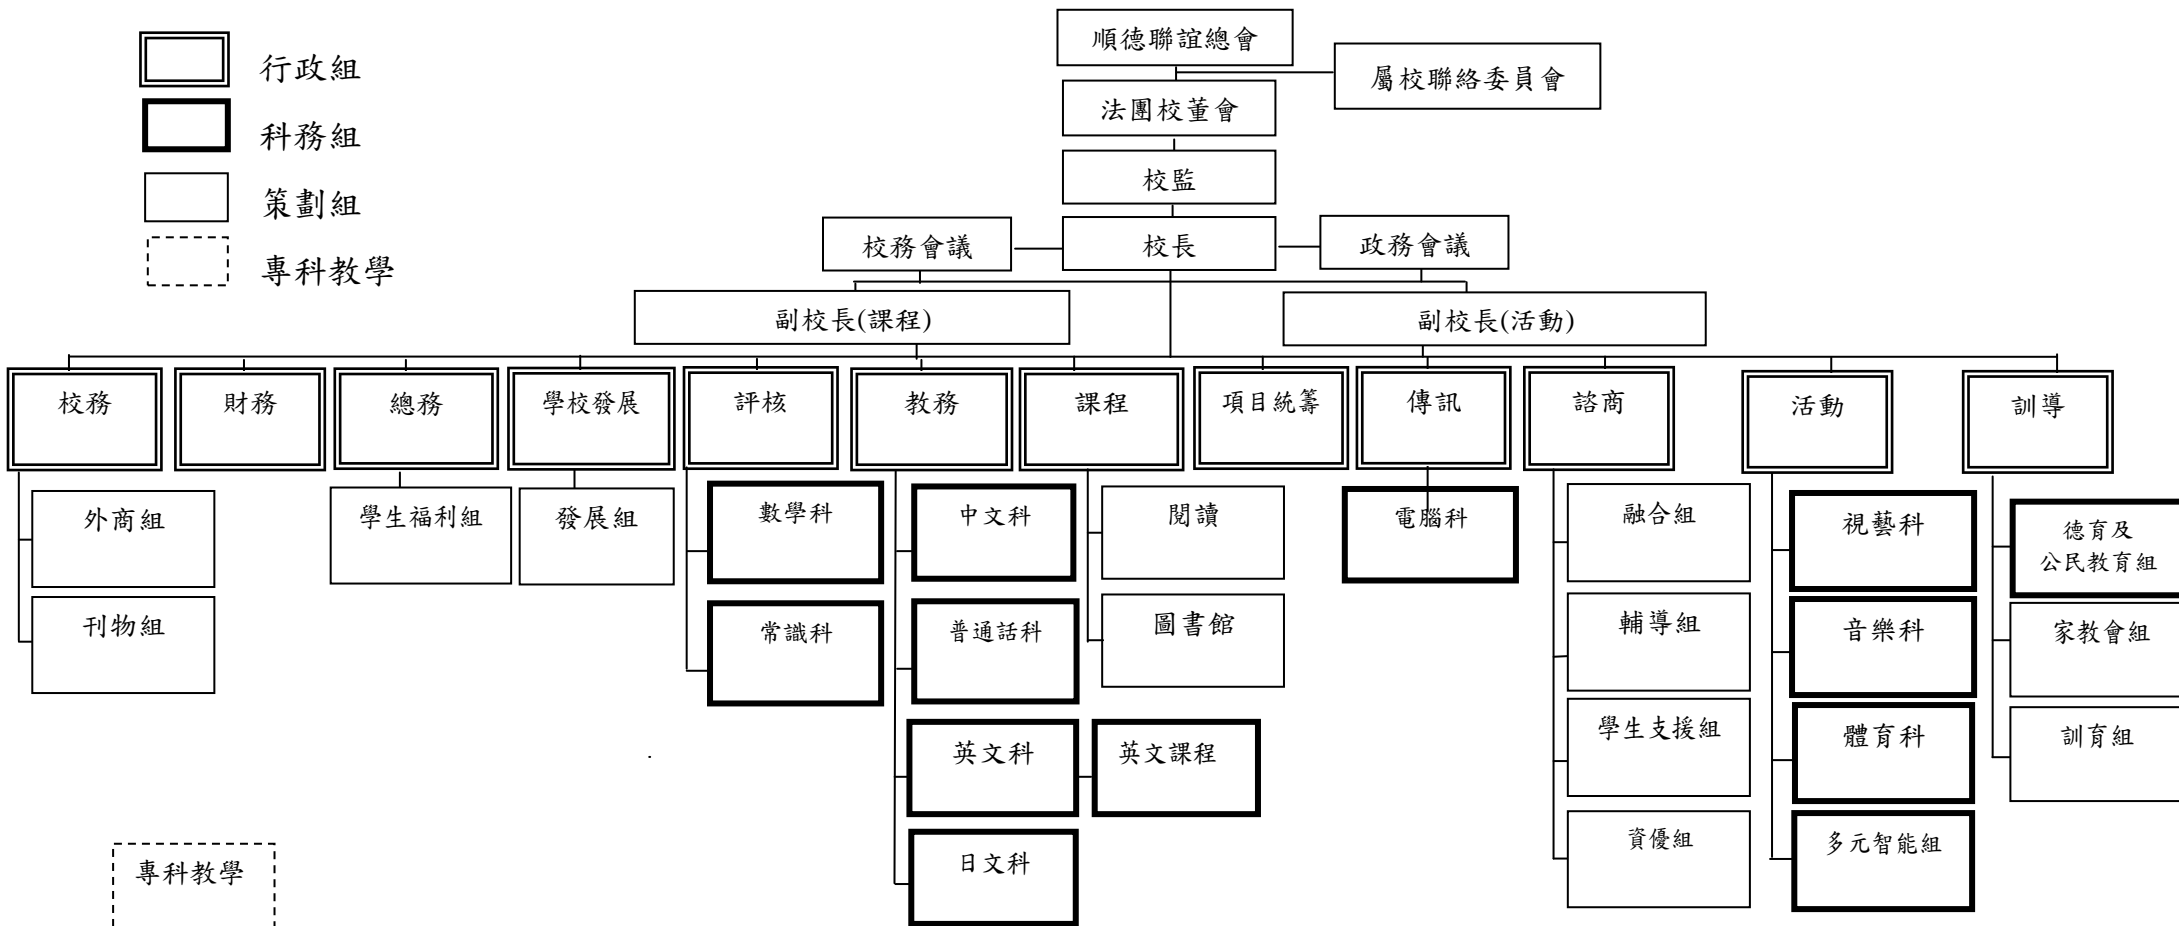 行政組
科務組
策劃組
專科教學
順德聯誼總會
屬校聯絡委員會
法團校董會
校監
校務會議
校長
政務會議
副校長(課程)
副校長(活動)
校務
財務
總務
學校發展
評核
教務
課程
項目統籌
傳訊
諮商
活動
訓導
外商組
學生福利組
發展組
數學科
中文科
閱讀
電腦科
融合組
視藝科
德育及
公民教育組
刊物組
常識科
普通話科
圖書館
輔導組
音樂科
家教會組
英文科
英文課程
學生支援組
體育科
訓育組
日文科
資優組
多元智能組
專科教學